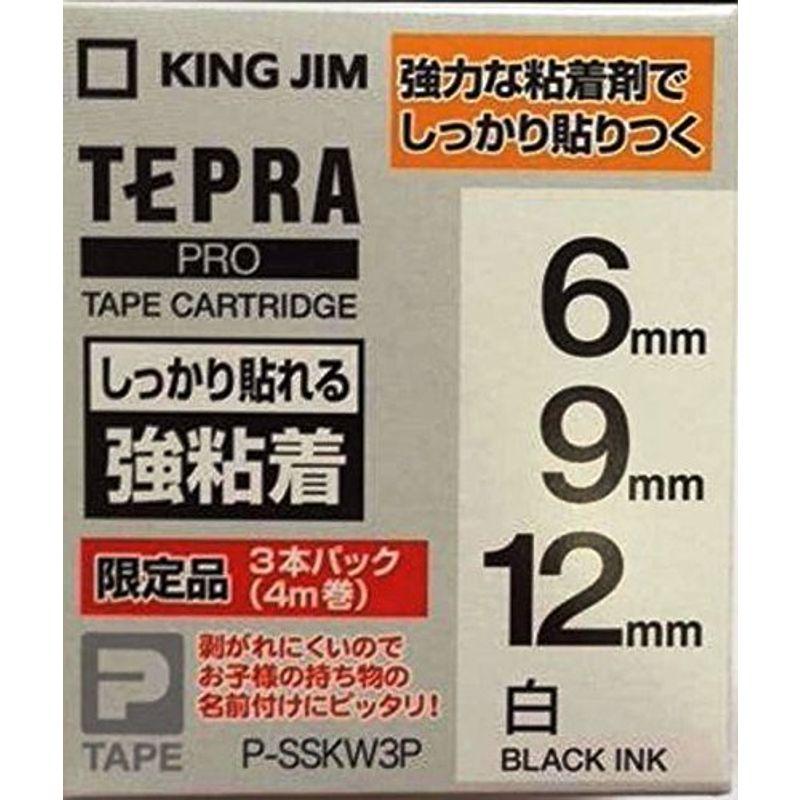 KING JIM
強力な粘着剤で
しっかり貼りつく
TEPRA
PRO
TAPE CARTRIDGE
しっかり貼れる
強粘着
限定品
3本パック
(4m巻)
剥がれにくいので
お子様の持ち物の
名前付けにピッタリ!
P
TAPE
P-SSKW3P
6mm
9mm
12mm
白
BLACK INK